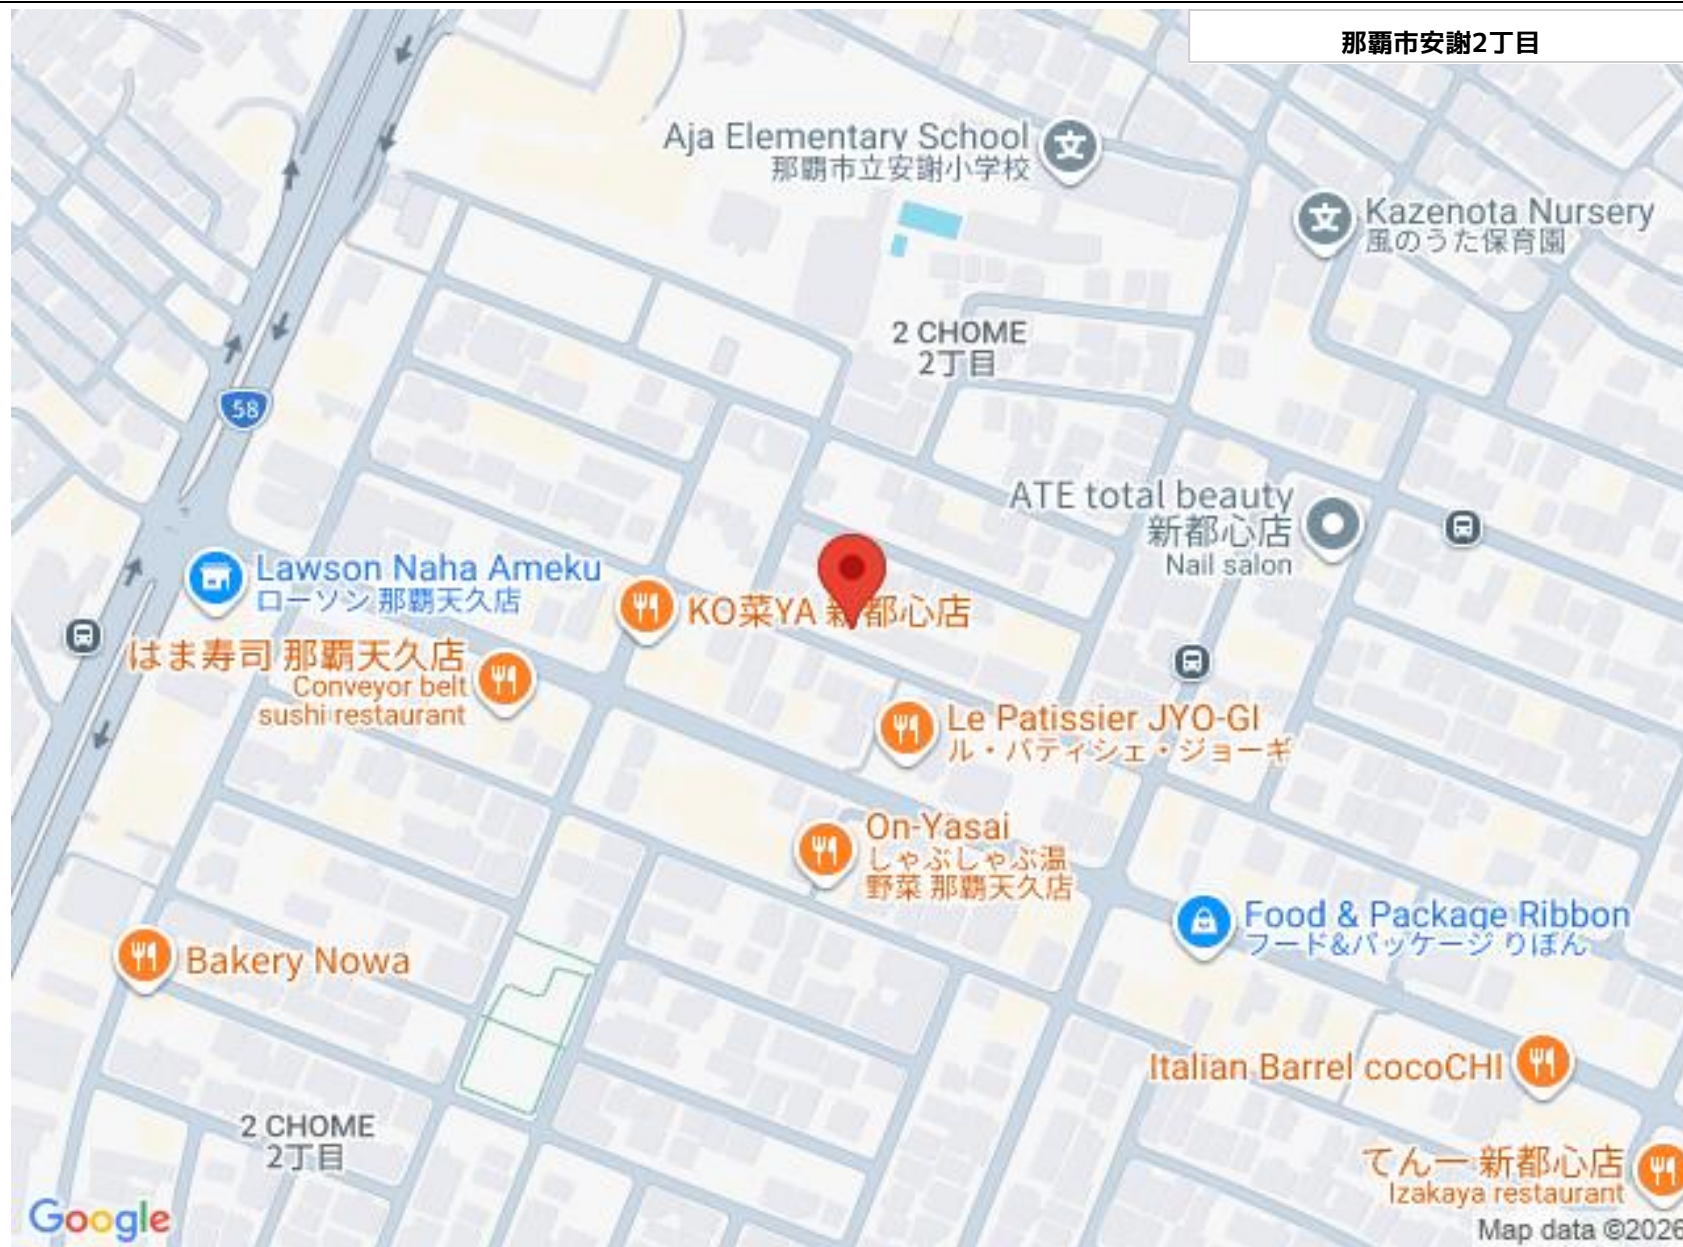 那覇市安謝2丁目
Aja Elementary School
那覇市立安謝小学校
Kazenota Nursery
風のうた保育園
2 CHOME
2丁目
58
ATE total beauty
新都心店
Nail salon
Lawson Naha Ameku
ローソン 那覇天久店
KO菜YA 新都心店
はま寿司 那覇天久店
Conveyor belt
sushi restaurant
Le Patissier JYO-GI
ル・パティシェ・ジョーギ
On-Yasai
しゃぶしゃぶ温
野菜 那覇天久店
Food & Package Ribbon
フード&パッケージ りぼん
Bakery Nowa
Italian Barrel cocoCHI
2 CHOME
2丁目
てん一 新都心店
Izakaya restaurant
Google
Map data ©2026